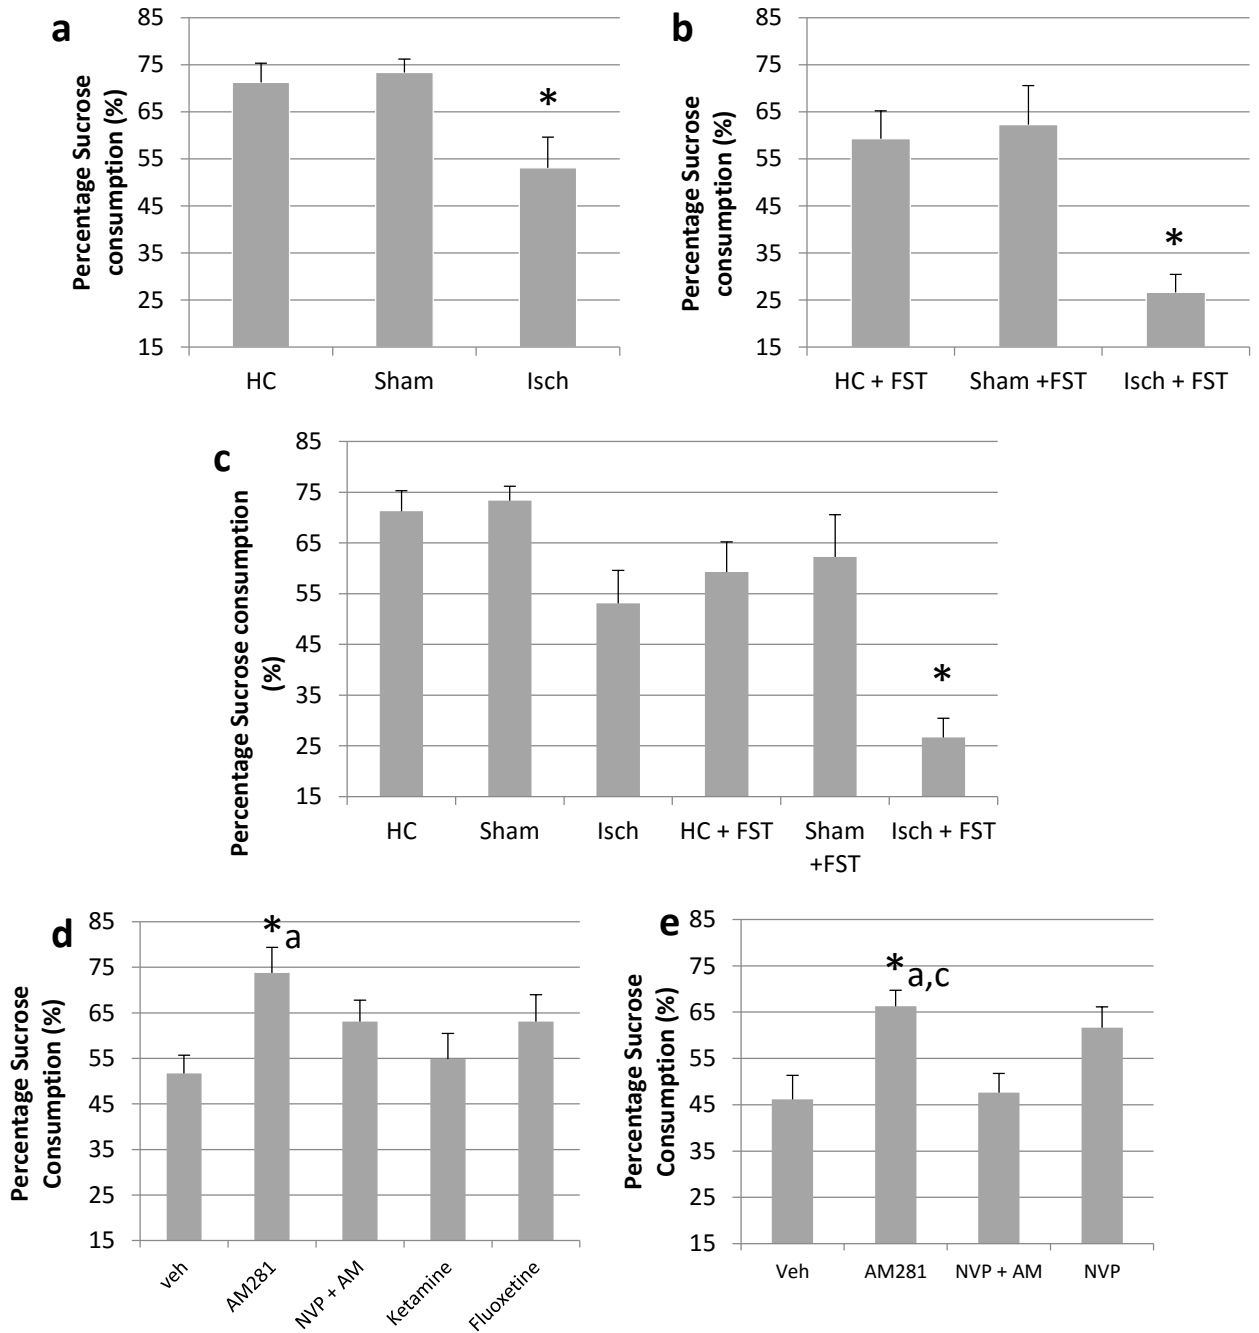 a
Percentage Sucrose
consumption (%)
85
75
65
55
45
35
25
15
*
HC
Sham
Isch
b
Percentage Sucrose
consumption (%)
85
75
65
55
45
35
25
15
*
HC + FST
Sham +FST
Isch + FST
c
Percentage Sucrose consumption
(%)
85
75
65
55
45
35
25
15
*
HC
Sham
Isch
HC + FST
Sham
+FST
Isch + FST
d
Percentage Sucrose
Consumption (%)
85
75
65
55
45
35
25
15
*a
veh
AM281
NVP + AM
Ketamine
Fluoxetine
e
Percentage Sucrose
Consumption (%)
85
75
65
55
45
35
25
15
*a,c
Veh
AM281
NVP + AM
NVP